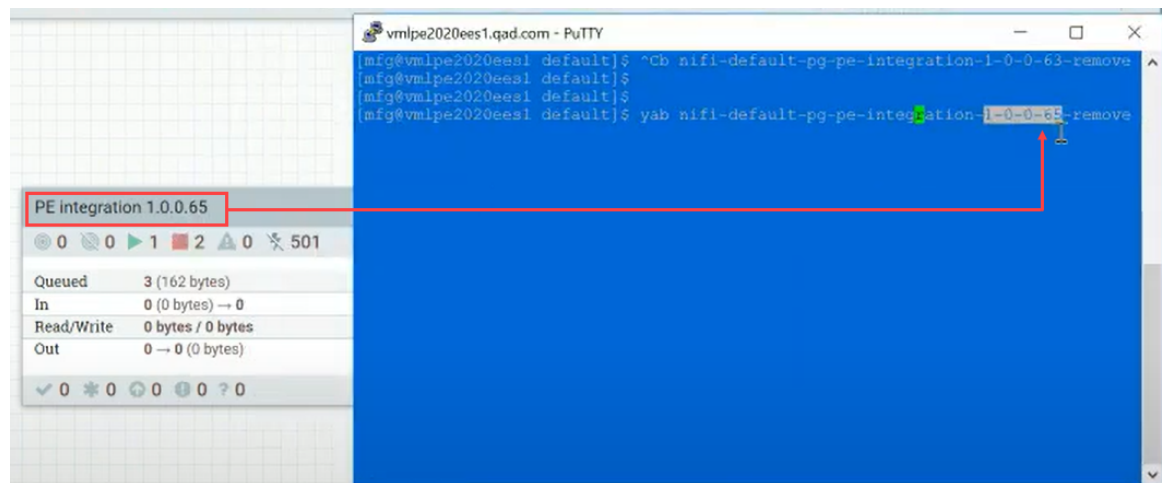 vmlpe2020ees1.qad.com - PuTTY
[mfg@vmlpe2020ees1 default]$ ^Cb nifi-default-pg-pe-integration-1-0-0-63-remove
[mfg@vmlpe2020ees1 default]$
[mfg@vmlpe2020ees1 default]$
[mfg@vmlpe2020ees1 default]$ yab nifi-default-pg-pe-integration-1-0-0-65-remove
PE integration 1.0.0.65
0 0 1 2 0 501
Queued 3 (162 bytes)
In 0 (0 bytes) → 0
Read/Write 0 bytes / 0 bytes
Out 0 → 0 (0 bytes)
0 0 0 0 ? 0